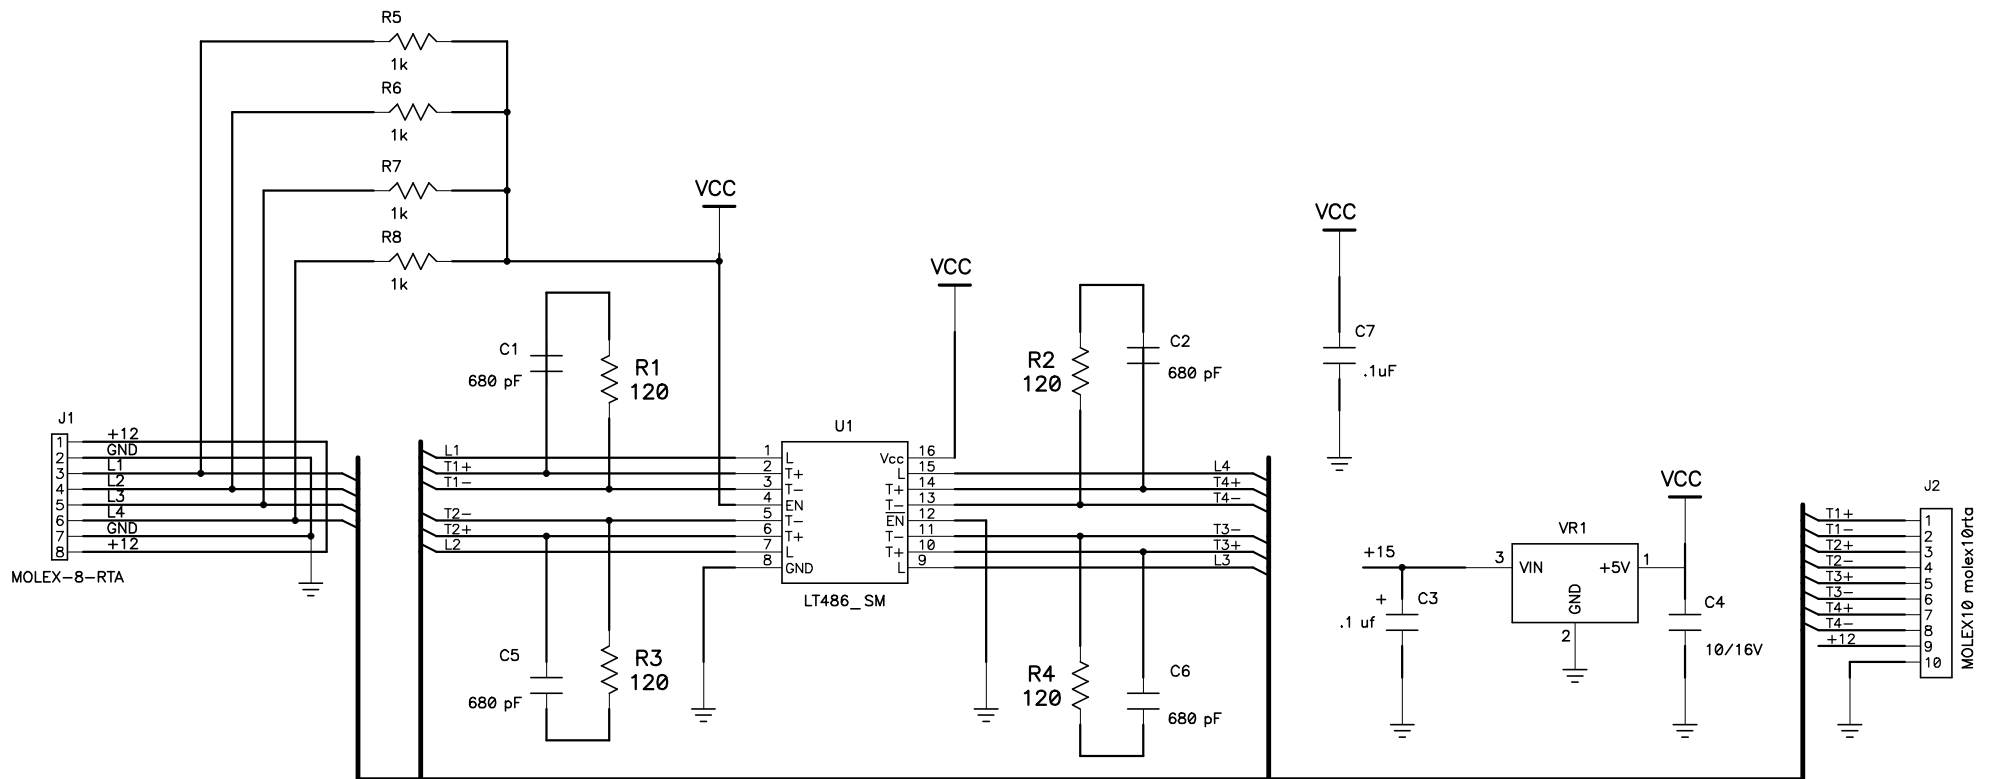 R5
1k
R6
1k
R7
1k
R8
1k
VCC
VCC
VCC
C1
680 pF
R1
120
R2
120
C2
680 pF
C7
.1uF
J1
1 +12
2 GND
3 L1
4 L2
5 L3
6 L4
7 GND
8 +12
MOLEX-8-RTA
U1
L1 1 L
T1+ 2 T+
T1- 3 T-
4 EN
T2- 5 T-
T2+ 6 T+
L2 7 L
8 GND
Vcc 16
L 15 L4
T+ 14 T4+
T- 13 T4-
EN 12
T- 11 T3-
T+ 10 T3+
L 9 L3
LT486_SM
C5
680 pF
R3
120
R4
120
C6
680 pF
VCC
VR1
+15
3 VIN +5V 1
GND
2
+ C3
.1 uf
C4
10/16V
J2
T1+ 1
T1- 2
T2+ 3
T2- 4
T3+ 5
T3- 6
T4+ 7
T4- 8
+12 9
10
MOLEX10 molex10rta